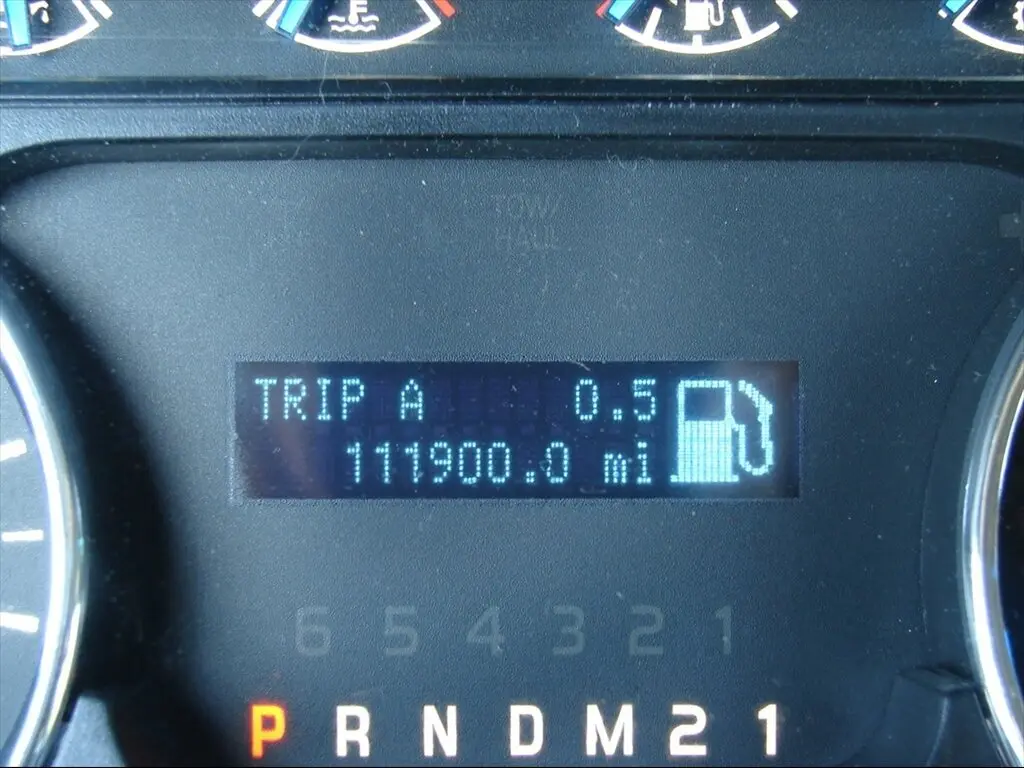 TOW/
HAUL
TRIP A 0.5
111900.0 mi
6 5 4 3 2 1
P R N D M 2 1